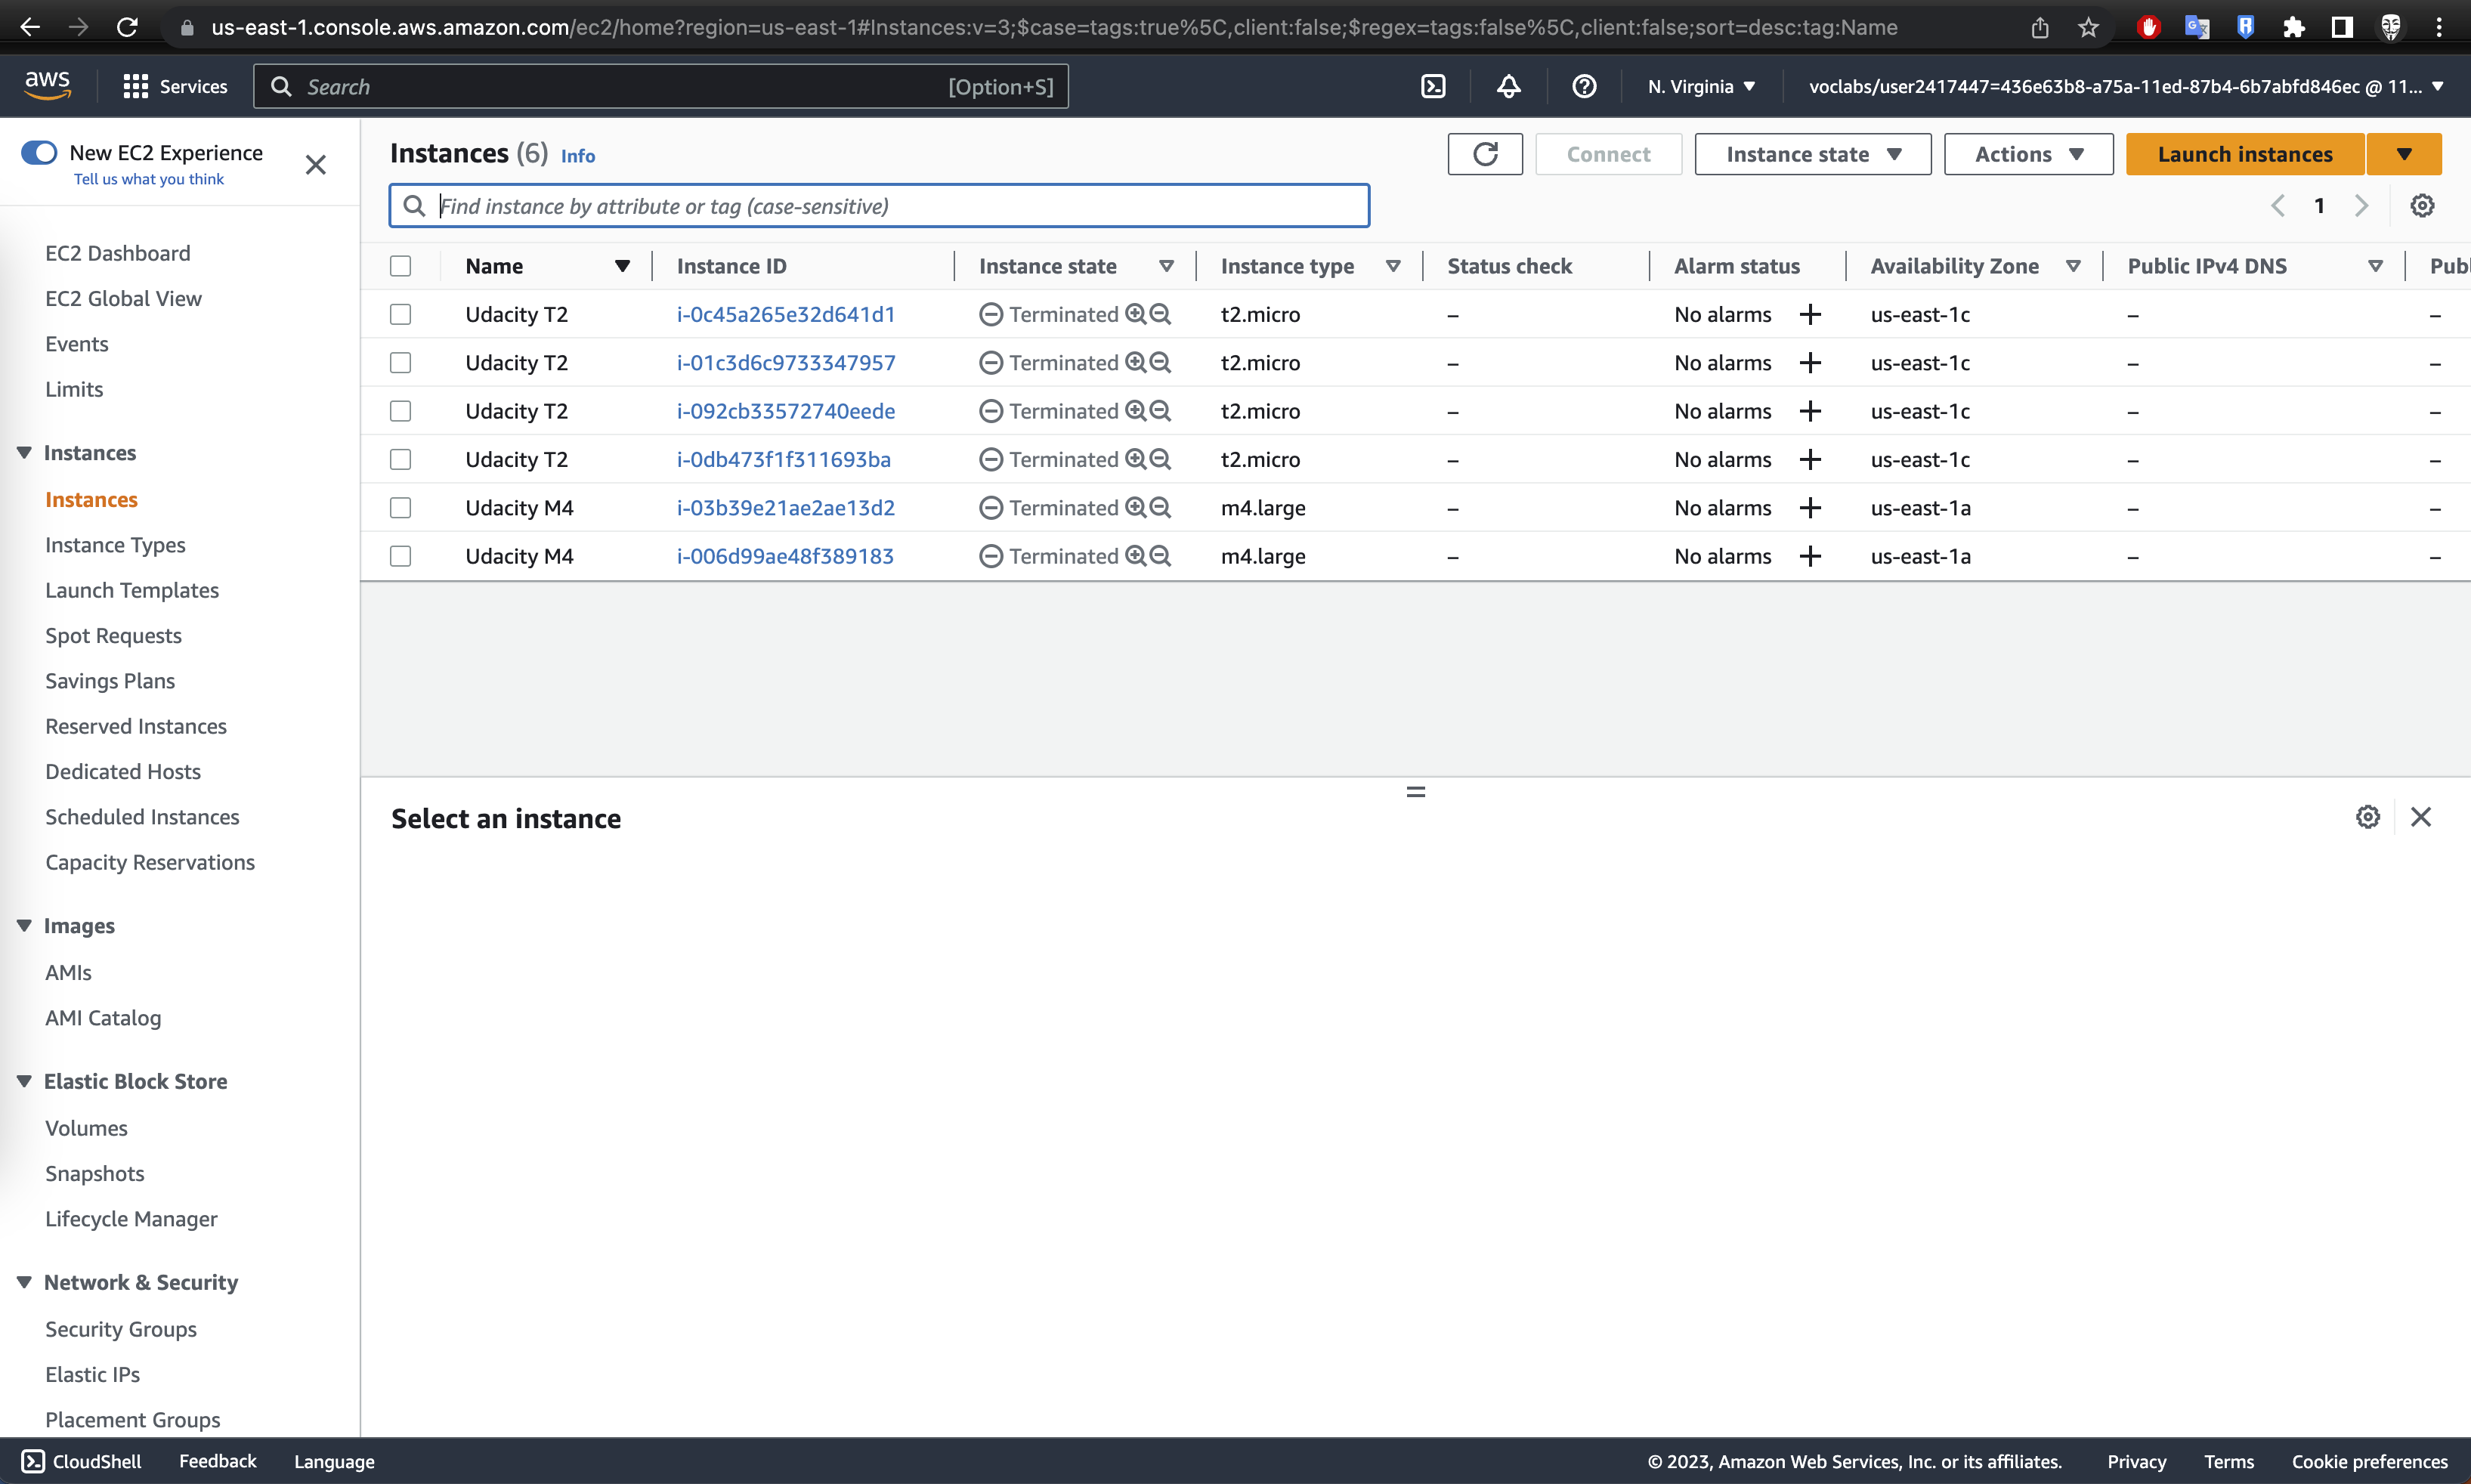 us-east-1.console.aws.amazon.com/ec2/home?region=us-east-1#Instances:v=3;$case=tags:true%5C,client:false;$regex=tags:false%5C,client:false;sort=desc:tag:Name
aws Services Search [Option+S] N. Virginia voclabs/user2417447=436e63b8-a75a-11ed-87b4-6b7abfd846ec @ 11...
New EC2 Experience
Tell us what you think
EC2 Dashboard
EC2 Global View
Events
Limits
Instances
Instances
Instance Types
Launch Templates
Spot Requests
Savings Plans
Reserved Instances
Dedicated Hosts
Scheduled Instances
Capacity Reservations
Images
AMIs
AMI Catalog
Elastic Block Store
Volumes
Snapshots
Lifecycle Manager
Network & Security
Security Groups
Elastic IPs
Placement Groups
Instances (6) Info Connect Instance state Actions Launch instances
Find instance by attribute or tag (case-sensitive) 1
Name Instance ID Instance state Instance type Status check Alarm status Availability Zone Public IPv4 DNS Publ
Udacity T2 i-0c45a265e32d641d1 Terminated t2.micro – No alarms + us-east-1c – –
Udacity T2 i-01c3d6c9733347957 Terminated t2.micro – No alarms + us-east-1c – –
Udacity T2 i-092cb33572740eede Terminated t2.micro – No alarms + us-east-1c – –
Udacity T2 i-0db473f1f311693ba Terminated t2.micro – No alarms + us-east-1c – –
Udacity M4 i-03b39e21ae2ae13d2 Terminated m4.large – No alarms + us-east-1a – –
Udacity M4 i-006d99ae48f389183 Terminated m4.large – No alarms + us-east-1a – –
Select an instance
CloudShell Feedback Language © 2023, Amazon Web Services, Inc. or its affiliates. Privacy Terms Cookie preferences